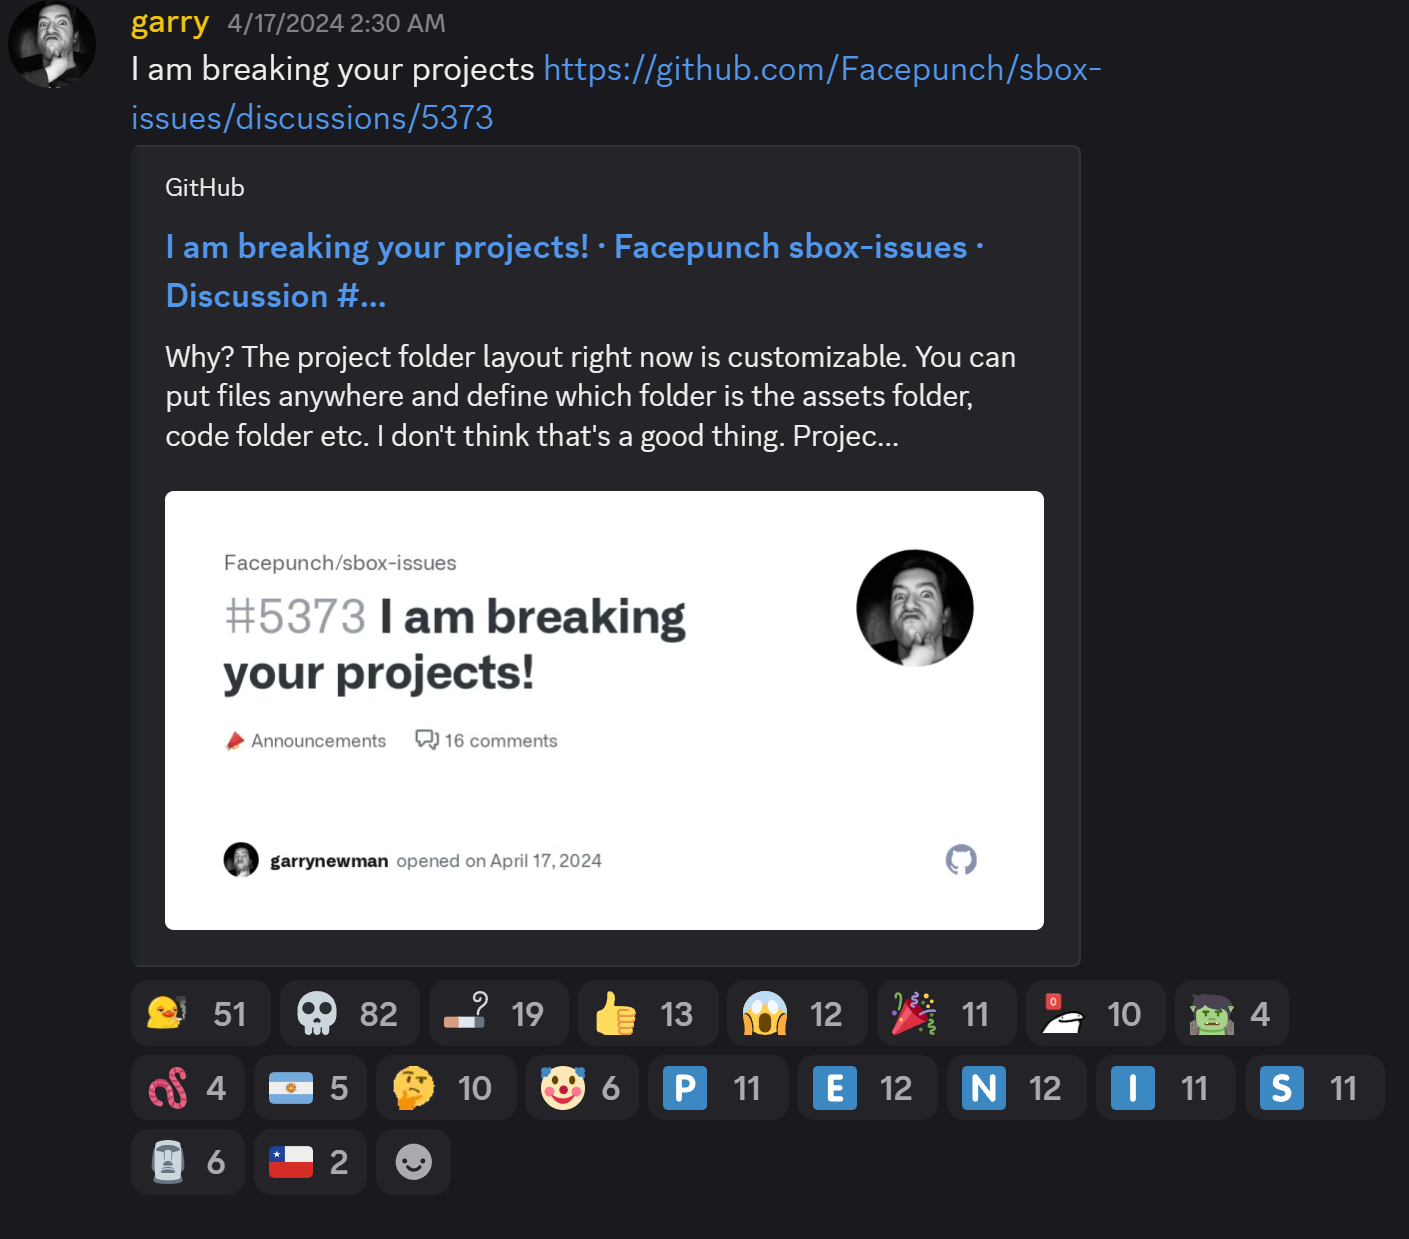 garry 4/17/2024 2:30 AM
I am breaking your projects https://github.com/Facepunch/sbox-
issues/discussions/5373
GitHub
I am breaking your projects! · Facepunch sbox-issues ·
Discussion #...
Why? The project folder layout right now is customizable. You can
put files anywhere and define which folder is the assets folder,
code folder etc. I don't think that's a good thing. Projec...
Facepunch/sbox-issues
#5373 I am breaking
your projects!
Announcements 16 comments
garrynewman opened on April 17, 2024
51 82 19 13 12 11 0 10 4
4 5 10 6 P 11 E 12 N 12 I 11 S 11
6 2